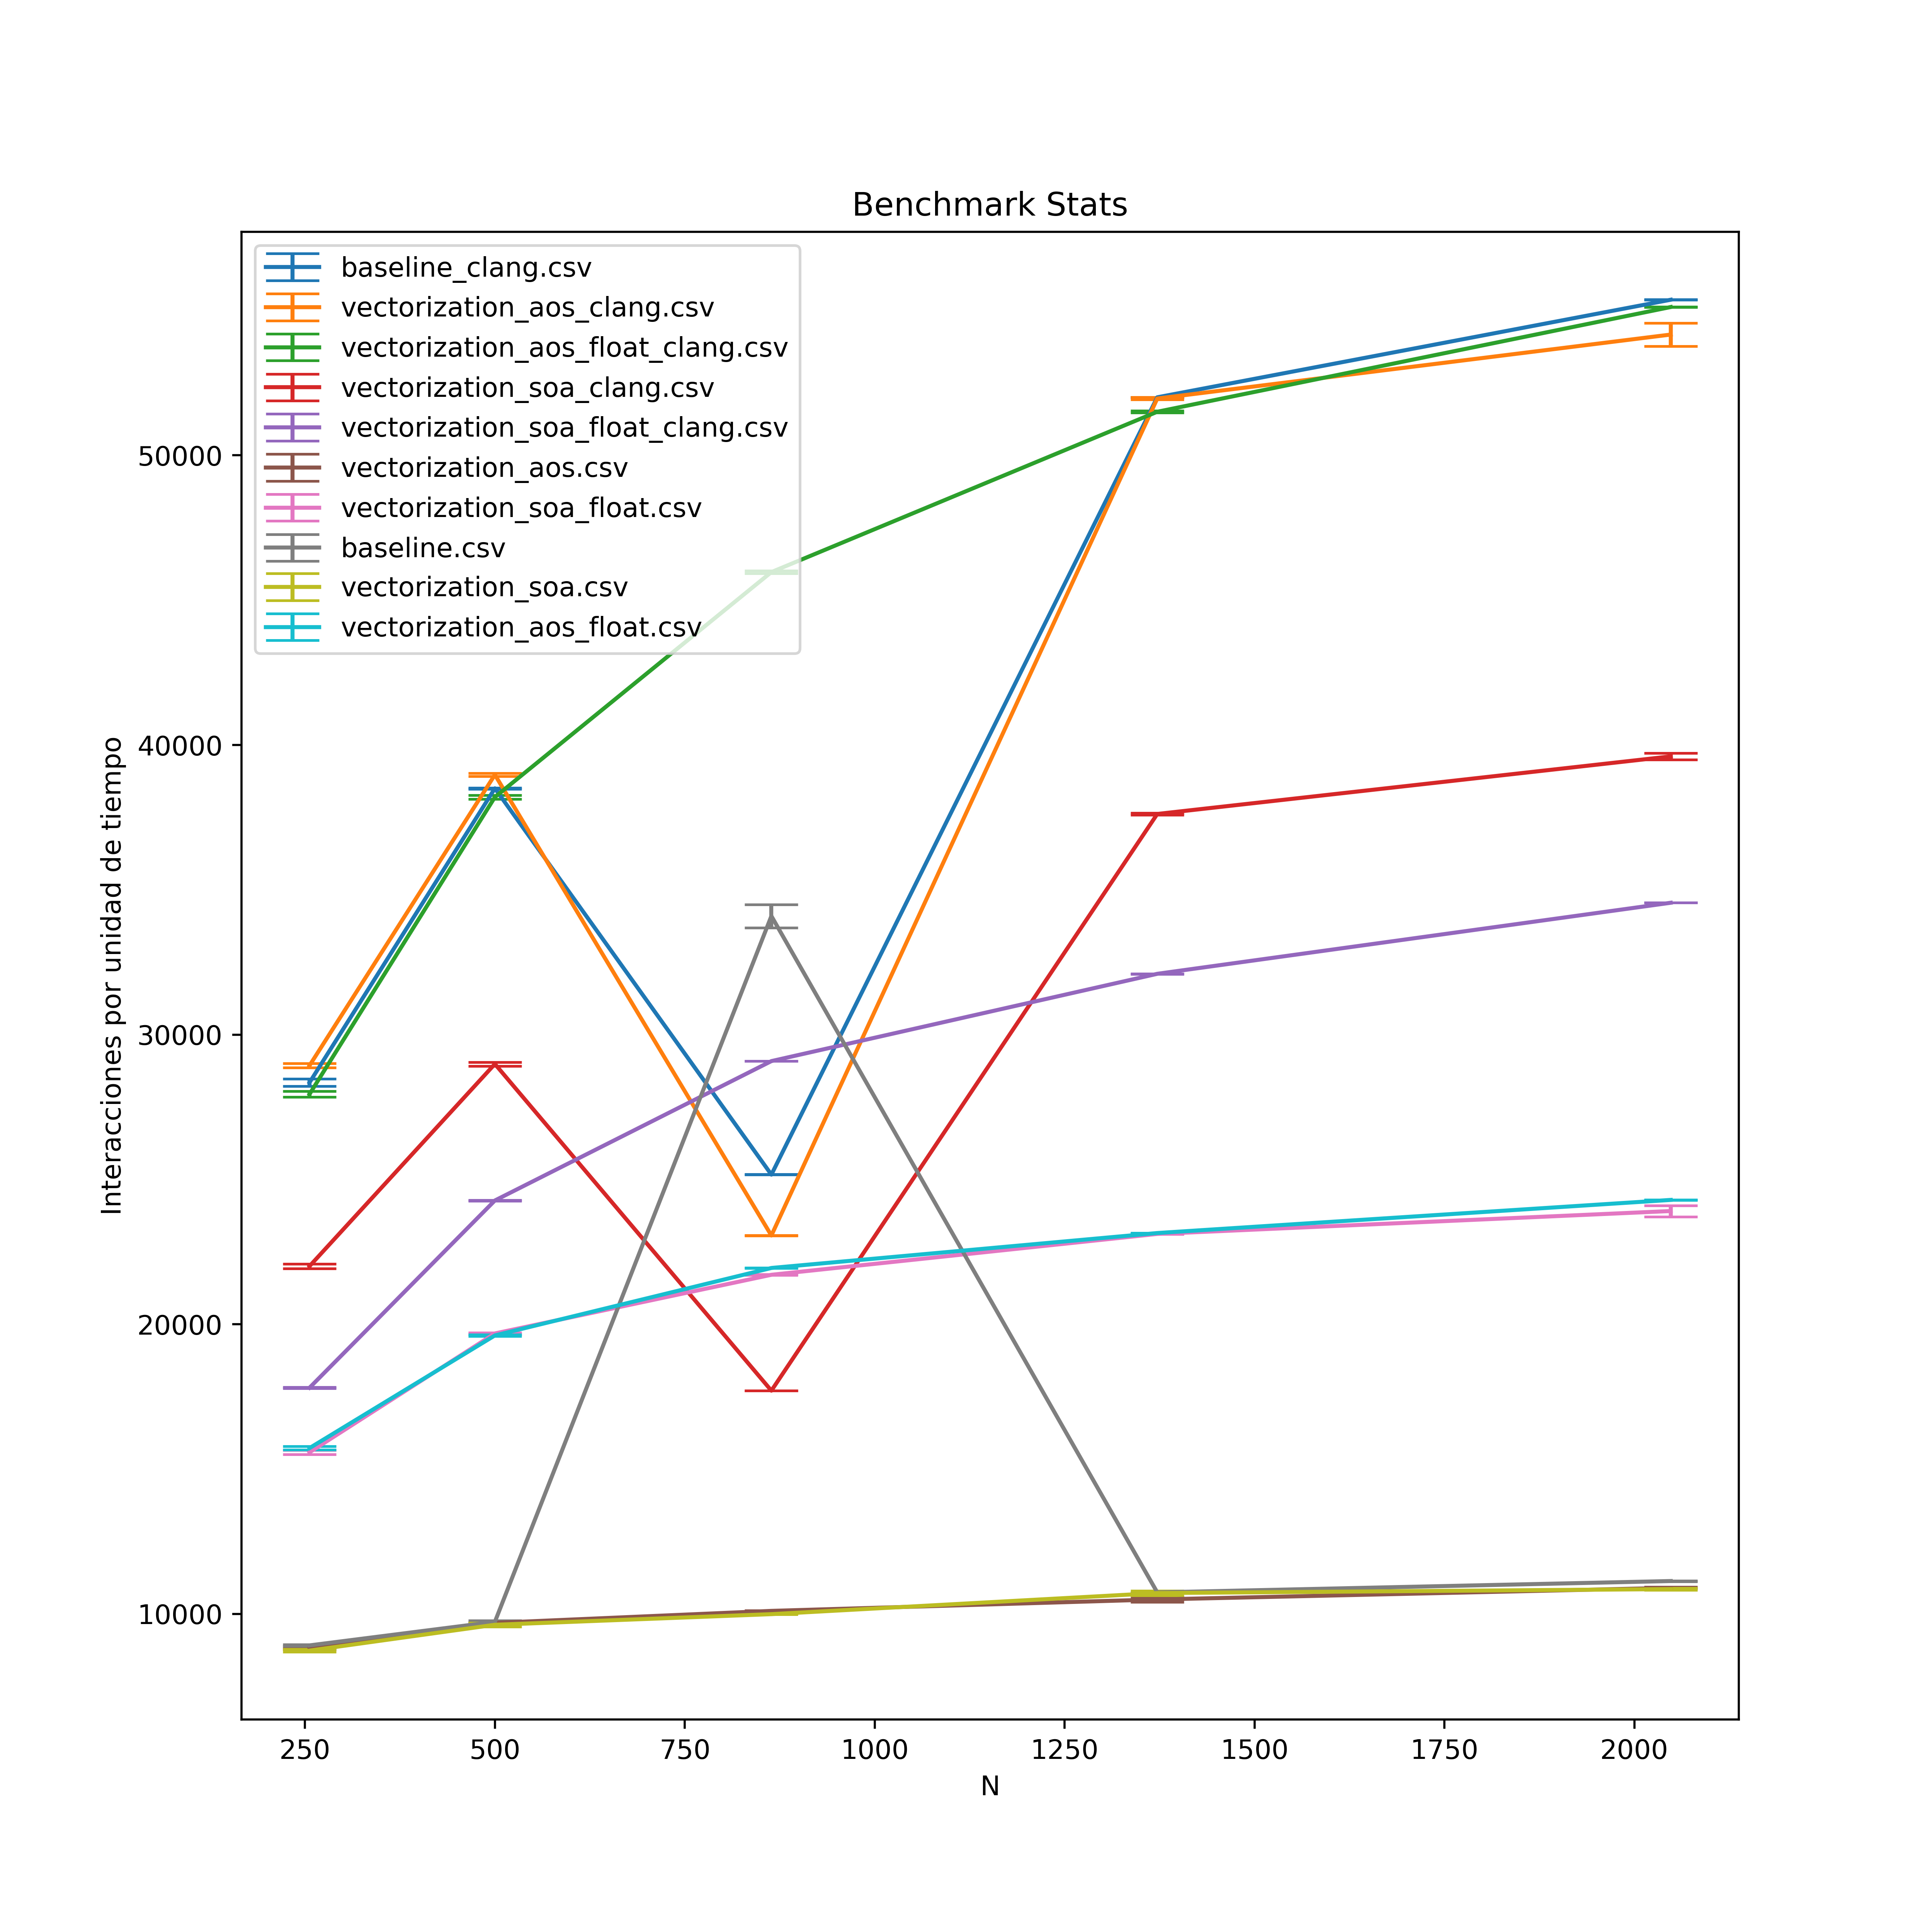 Benchmark Stats
baseline_clang.csv
vectorization_aos_clang.csv
vectorization_aos_float_clang.csv
vectorization_soa_clang.csv
vectorization_soa_float_clang.csv
vectorization_aos.csv
vectorization_soa_float.csv
baseline.csv
vectorization_soa.csv
vectorization_aos_float.csv
Interacciones por unidad de tiempo
50000
40000
30000
20000
10000
250 500 750 1000 1250 1500 1750 2000
N